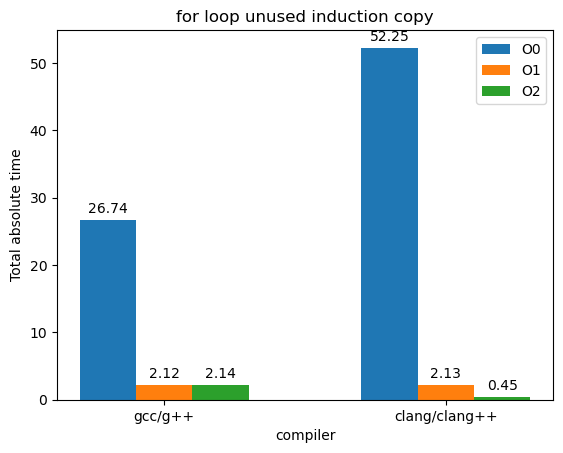 for loop unused induction copy
O0
O1
O2
52.25
26.74
2.12
2.14
2.13
0.45
Total absolute time
50
40
30
20
10
0
gcc/g++
clang/clang++
compiler